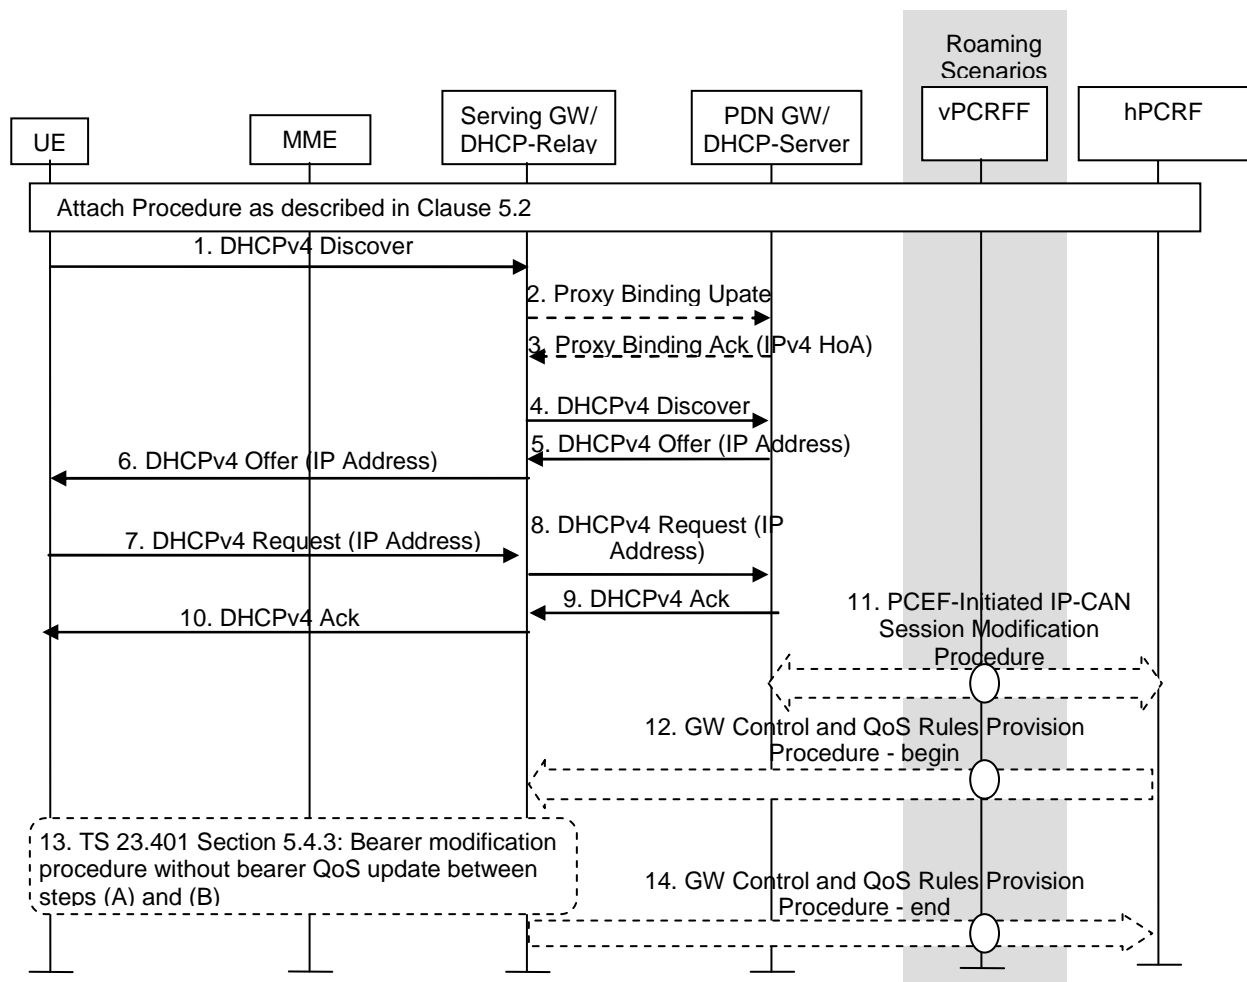 Roaming
Scenarios
UE
MME
Serving GW/
DHCP-Relay
PDN GW/
DHCP-Server
vPCRFF
hPCRF
Attach Procedure as described in Clause 5.2
1. DHCPv4 Discover
2. Proxy Binding Upate
3. Proxy Binding Ack (IPv4 HoA)
4. DHCPv4 Discover
5. DHCPv4 Offer (IP Address)
6. DHCPv4 Offer (IP Address)
7. DHCPv4 Request (IP Address)
8. DHCPv4 Request (IP
Address)
9. DHCPv4 Ack
10. DHCPv4 Ack
11. PCEF-Initiated IP-CAN
Session Modification
Procedure
12. GW Control and QoS Rules Provision
Procedure - begin
13. TS 23.401 Section 5.4.3: Bearer modification
procedure without bearer QoS update between
steps (A) and (B)
14. GW Control and QoS Rules Provision
Procedure - end